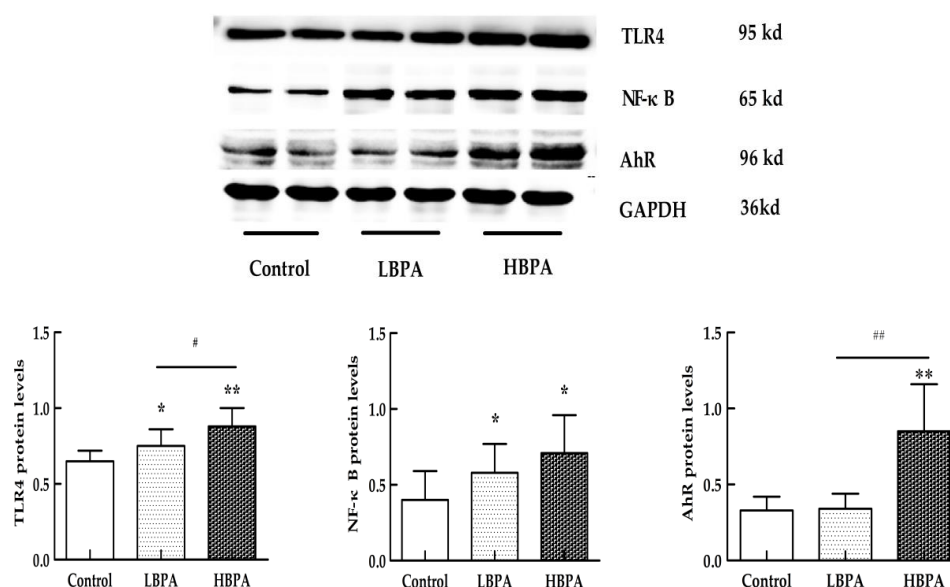 TLR4 95 kd
NF-κ B 65 kd
AhR 96 kd
--
GAPDH 36kd
Control LBPA HBPA
TLR4 protein levels
1.5
1.0
0.5
0.0
#
*
**
Control LBPA HBPA
NF-κ B protein levels
1.5
1.0
0.5
0.0
*
*
Control LBPA HBPA
AhR protein levels
1.5
1.0
0.5
0.0
##
**
Control LBPA HBPA